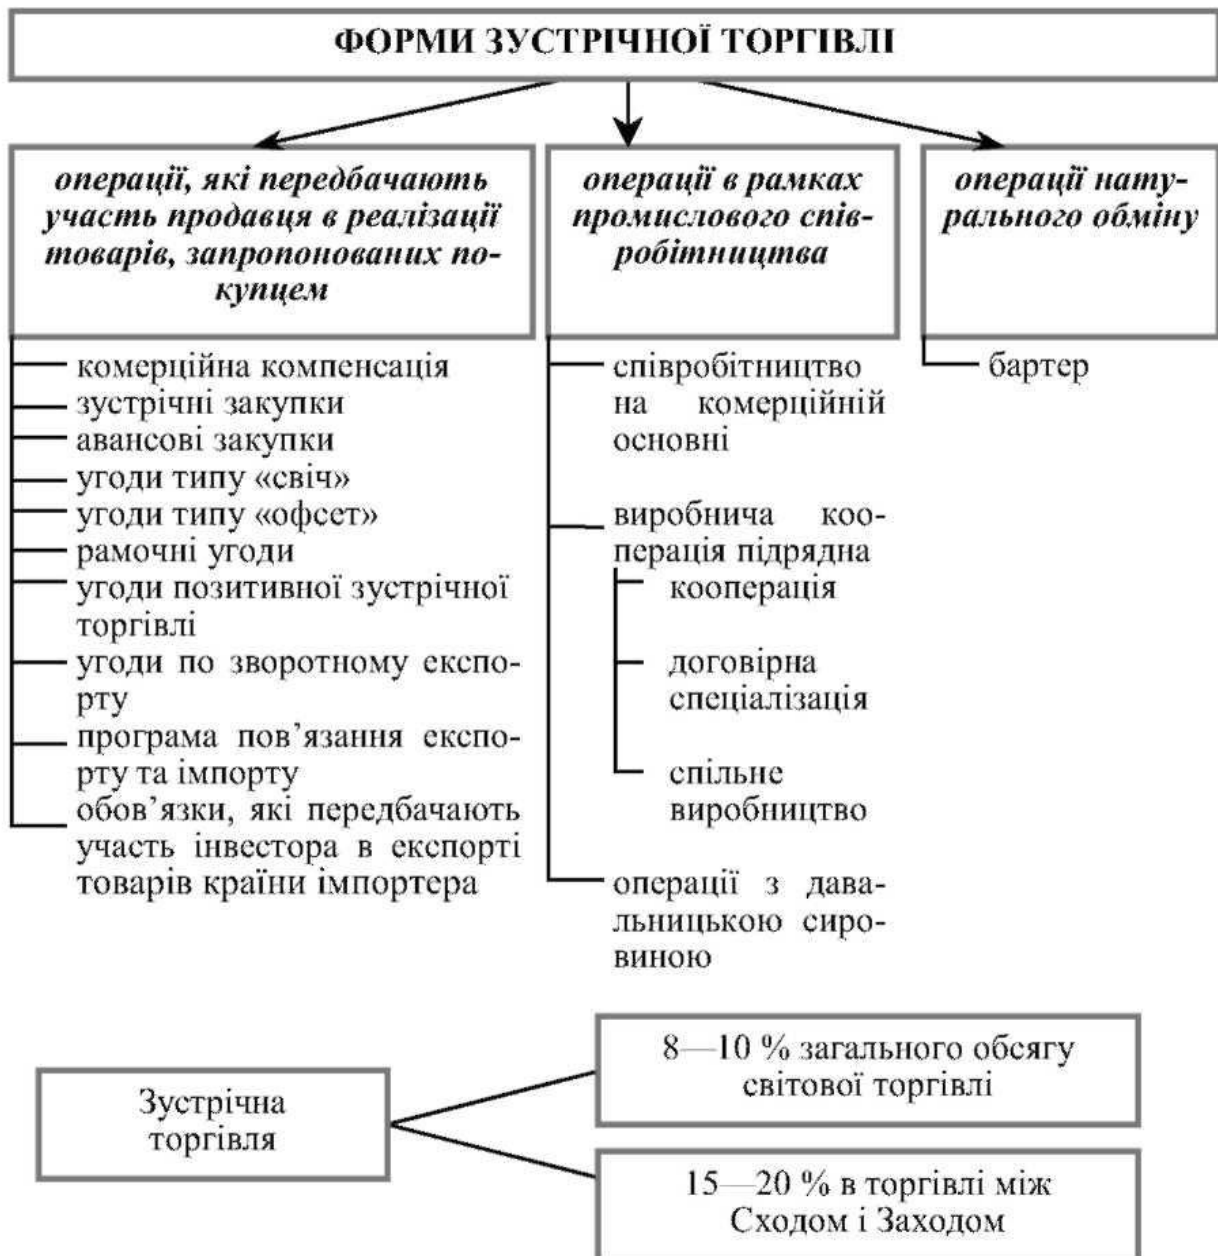 ФОРМИ ЗУСТРІЧНОЇ ТОРГІВЛІ
операції, які передбачають
участь продавця в реалізації
товарів, запропонованих по-
купцем
комерційна компенсація
зустрічні закупки
авансові закупки
угоди типу «свіч»
угоди типу «офсет»
рамочні угоди
угоди позитивної зустрічної
торгівлі
угоди по зворотному експо-
рту
програма пов’язання експо-
рту та імпорту
обов’язки, які передбачають
участь інвестора в експорті
товарів країни імпортера
операції в рамках
промислового спів-
робітництва
співробітництво
на комерційній
основні
виробнича коо-
перація підрядна
кооперація
договірна
спеціалізація
спільне
виробництво
операції з дава-
льницькою сиро-
виною
операції нату-
рального обміну
бартер
Зустрічна
торгівля
8—10 % загального обсягу
світової торгівлі
15—20 % в торгівлі між
Сходом і Заходом